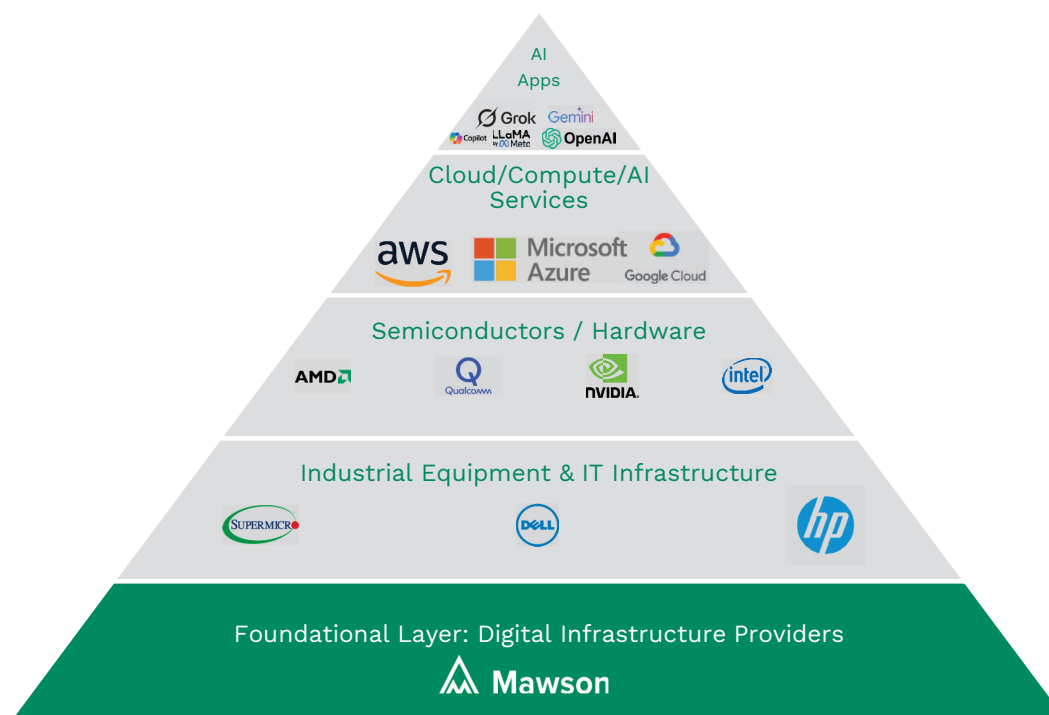 AI
Apps
Grok Gemini
Copilot LLaMA by Meta OpenAI
Cloud/Compute/AI
Services
aws Microsoft Azure Google Cloud
Semiconductors / Hardware
AMD Qualcomm NVIDIA. intel
Industrial Equipment & IT Infrastructure
SUPERMICR DELL hp
Foundational Layer: Digital Infrastructure Providers
Mawson